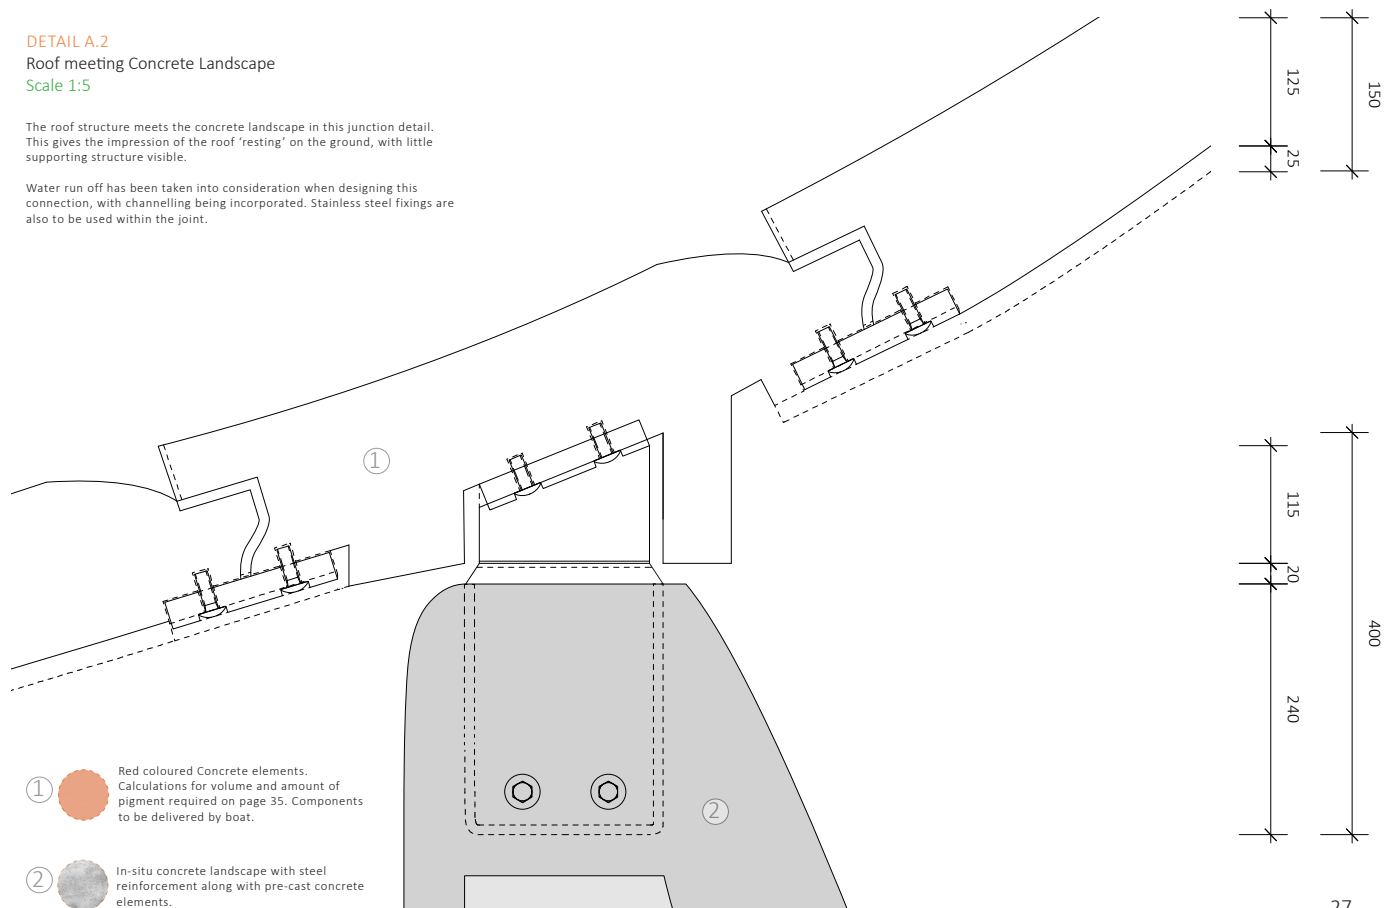 DETAIL A.2
Roof meeting Concrete Landscape
Scale 1:5
The roof structure meets the concrete landscape in this junction detail.
This gives the impression of the roof ‘resting’ on the ground, with little
supporting structure visible.
Water run off has been taken into consideration when designing this
connection, with channelling being incorporated. Stainless steel fixings are
also to be used within the joint.
125
25
150
1
115
20
240
400
2
1
Red coloured Concrete elements.
Calculations for volume and amount of
pigment required on page 35. Components
to be delivered by boat.
2
In-situ concrete landscape with steel
reinforcement along with pre-cast concrete
elements.
27